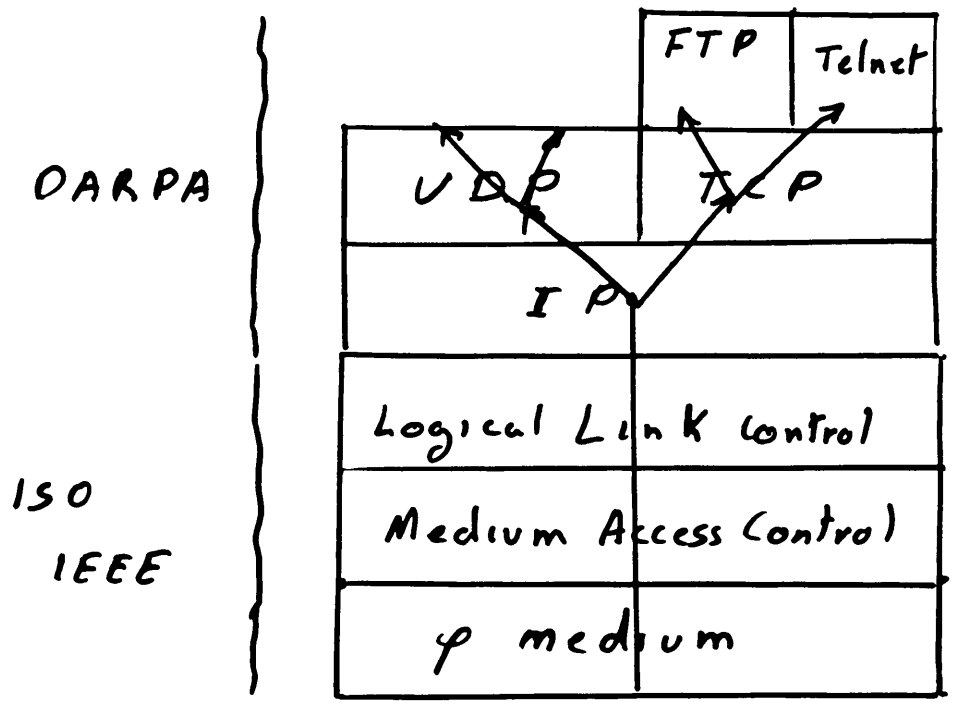 FTP
Telnet
DARPA
UDP
TCP
IP
Logical Link Control
ISO
Medium Access Control
IEEE
φ medium